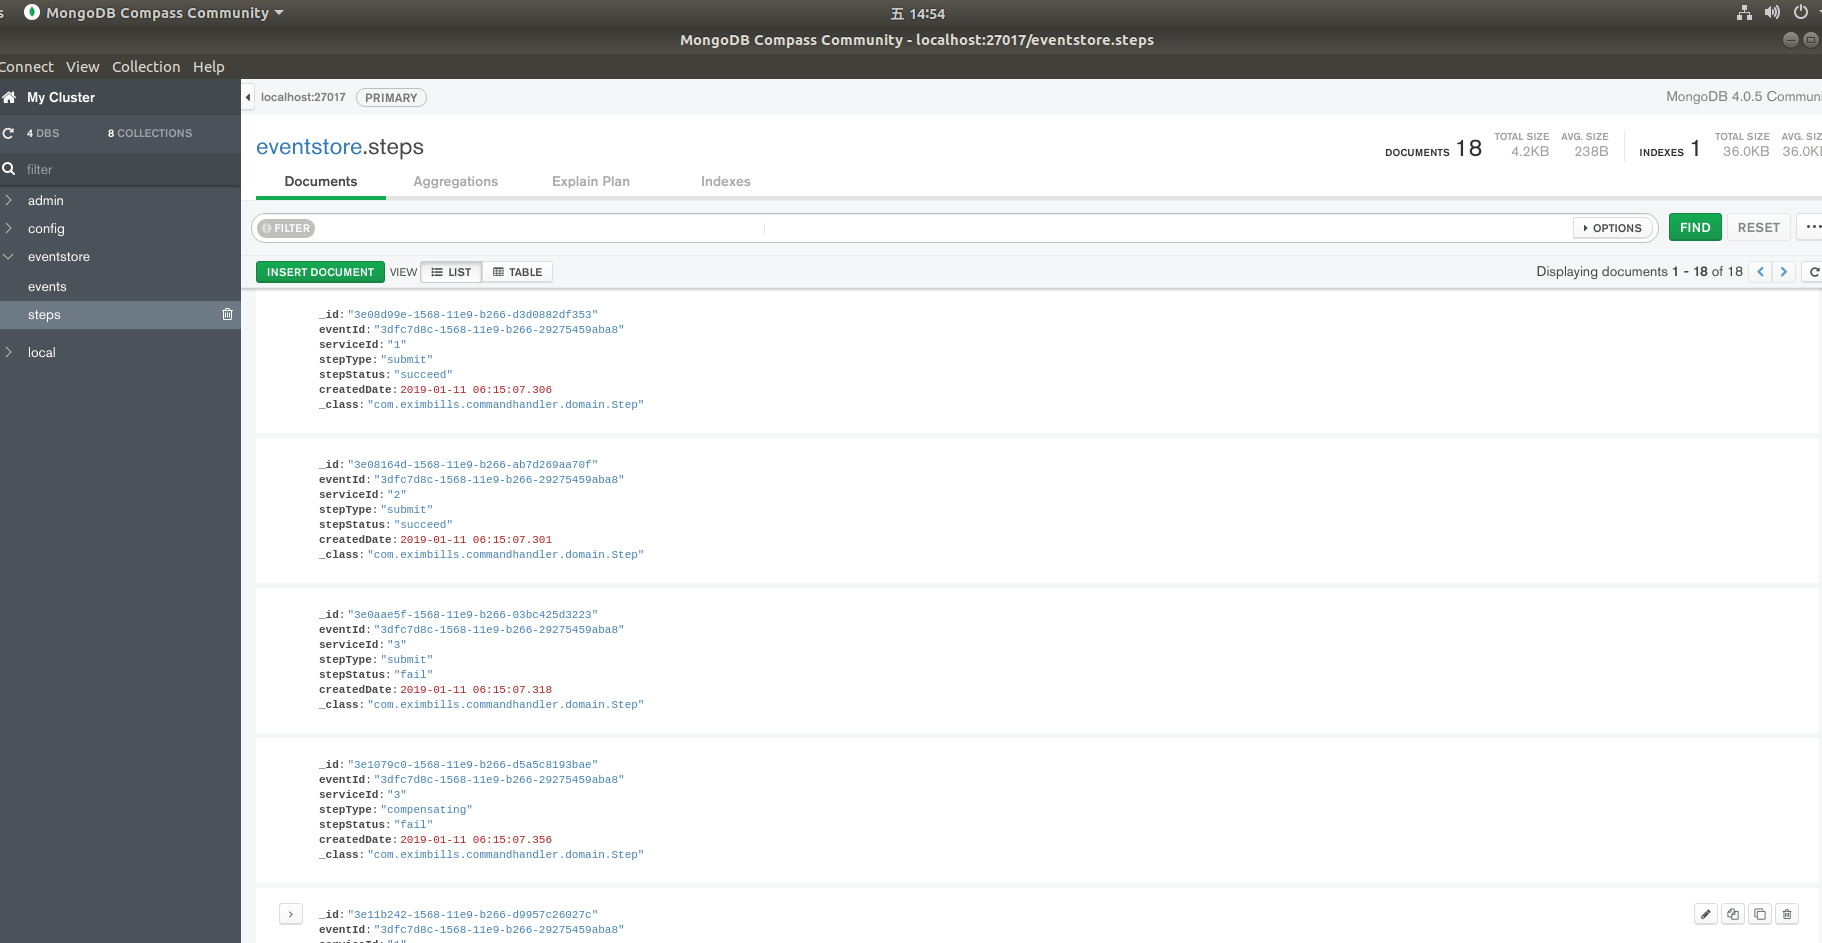 s MongoDB Compass Community 五 14:54
MongoDB Compass Community - localhost:27017/eventstore.steps
Connect View Collection Help
My Cluster
4 DBS 8 COLLECTIONS
filter
admin
config
eventstore
events
steps
local
localhost:27017 PRIMARY MongoDB 4.0.5 Communi
eventstore.steps
DOCUMENTS 18 TOTAL SIZE 4.2KB AVG. SIZE 238B INDEXES 1 TOTAL SIZE 36.0KB AVG. SIZ 36.0KE
Documents Aggregations Explain Plan Indexes
FILTER OPTIONS FIND RESET ...
INSERT DOCUMENT VIEW LIST TABLE Displaying documents 1 - 18 of 18
_id: "3e08d99e-1568-11e9-b266-d3d0882df353"
eventId: "3dfc7d8c-1568-11e9-b266-29275459aba8"
serviceId: "1"
stepType: "submit"
stepStatus: "succeed"
createdDate: 2019-01-11 06:15:07.306
_class: "com.eximbills.commandhandler.domain.Step"
_id: "3e08164d-1568-11e9-b266-ab7d269aa70f"
eventId: "3dfc7d8c-1568-11e9-b266-29275459aba8"
serviceId: "2"
stepType: "submit"
stepStatus: "succeed"
createdDate: 2019-01-11 06:15:07.301
_class: "com.eximbills.commandhandler.domain.Step"
_id: "3e0aae5f-1568-11e9-b266-03bc425d3223"
eventId: "3dfc7d8c-1568-11e9-b266-29275459aba8"
serviceId: "3"
stepType: "submit"
stepStatus: "fail"
createdDate: 2019-01-11 06:15:07.318
_class: "com.eximbills.commandhandler.domain.Step"
_id: "3e1079c0-1568-11e9-b266-d5a5c8193bae"
eventId: "3dfc7d8c-1568-11e9-b266-29275459aba8"
serviceId: "3"
stepType: "compensating"
stepStatus: "fail"
createdDate: 2019-01-11 06:15:07.356
_class: "com.eximbills.commandhandler.domain.Step"
_id: "3e11b242-1568-11e9-b266-d9957c26027c"
eventId: "3dfc7d8c-1568-11e9-b266-29275459aba8"
serviceId: "1"